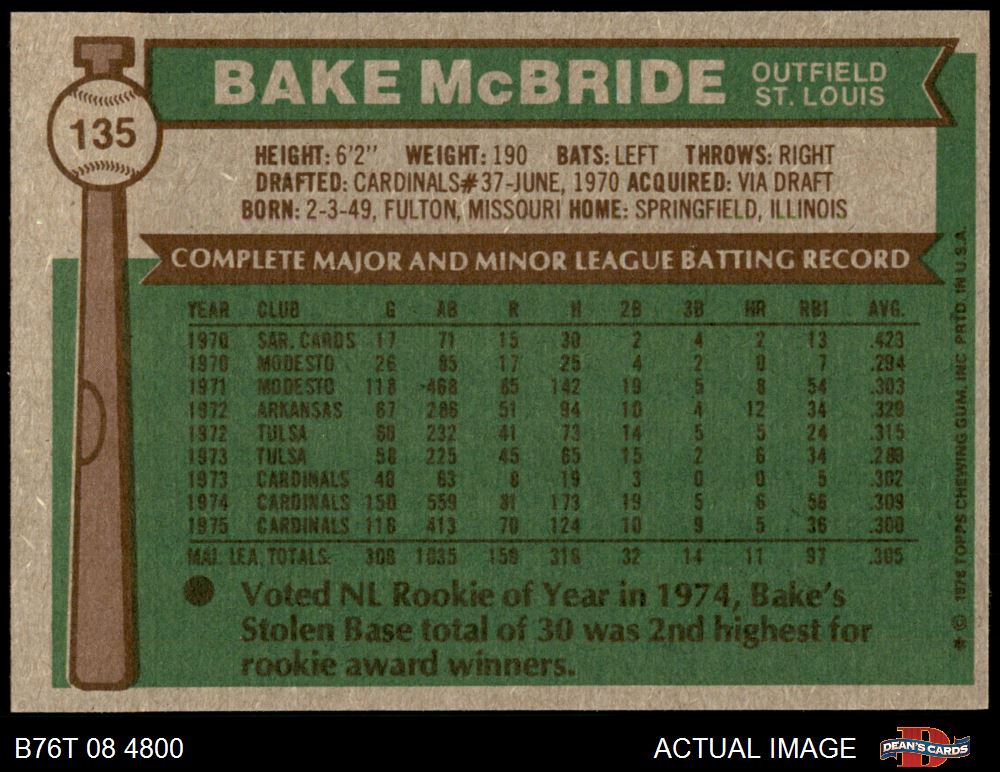 BAKE McBRIDE
OUTFIELD
ST. LOUIS
135
HEIGHT: 6'2" WEIGHT: 190 BATS: LEFT THROWS: RIGHT
DRAFTED: CARDINALS#37-JUNE, 1970 ACQUIRED: VIA DRAFT
BORN: 2-3-49, FULTON, MISSOURI HOME: SPRINGFIELD, ILLINOIS
COMPLETE MAJOR AND MINOR LEAGUE BATTING RECORD
YEAR CLUB G AB R H 2B 3B HR RBI AVG.
1970 SAR. CARDS 17 71 15 30 2 4 2 13 .423
1970 MODESTO 26 85 17 25 4 2 0 7 .294
1971 MODESTO 118 468 85 142 19 5 8 54 .303
1972 ARKANSAS 67 286 51 94 10 4 12 34 .329
1972 TULSA 232 41 73 14 5 5 24 .315
1973 TULSA 225 45 65 15 2 6 34 .289
1973 CARDINALS 40 63 8 19 3 0 0 5 .302
1974 CARDINALS 150 559 81 173 19 5 6 56 .309
1975 CARDINALS 116 413 70 124 10 9 5 36 .300
MAJ. LEA. TOTALS: 306 1035 159 316 32 14 11 97 .305
Voted NL Rookie of Year in 1974, Bake's
Stolen Base total of 30 was 2nd highest for
rookie award winners.
* © 1976 TOPPS CHEWING GUM, INC. PRTD. IN U.S.A.
B76T 08 4800
ACTUAL IMAGE
DEAN'S CARDS